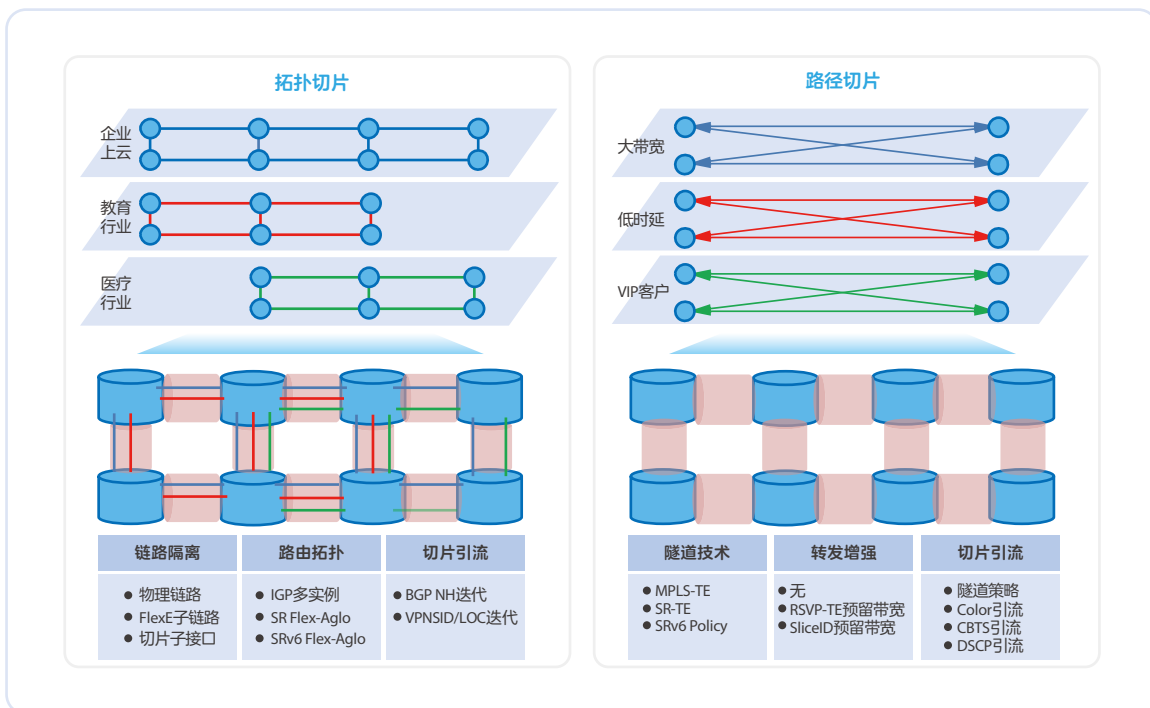 拓扑切片
企业
上云
教育
行业
医疗
行业
链路隔离
物理链路
FlexE子链路
切片子接口
路由拓扑
IGP多实例
SR Flex-Aglo
SRv6 Flex-Aglo
切片引流
BGP NH迭代
VPNSID/LOC迭代
路径切片
大带宽
低时延
VIP客户
隧道技术
MPLS-TE
SR-TE
SRv6 Policy
转发增强
无
RSVP-TE预留带宽
SliceID预留带宽
切片引流
隧道策略
Color引流
CBTS引流
DSCP引流